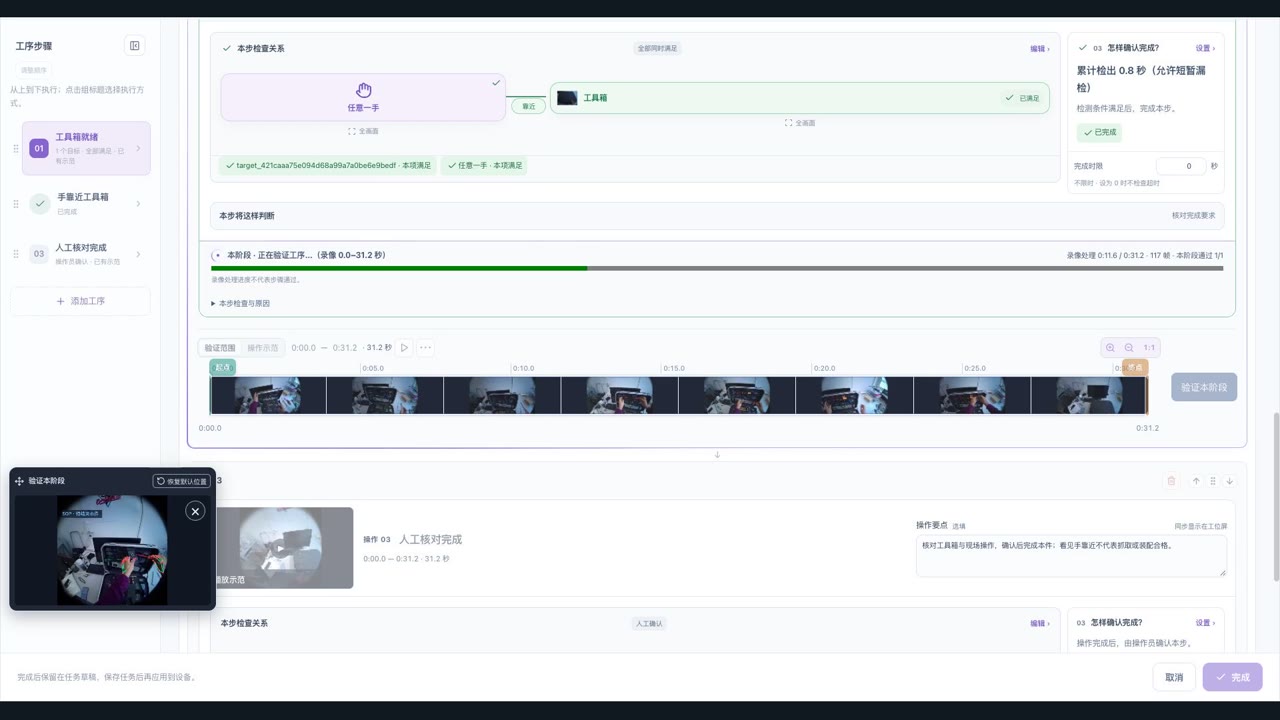 工序步骤
调整顺序
从上到下执行；点击组标题选择执行方
式。
01
工具箱就绪
1 个目标 · 全部满足 · 已
有示范
手靠近工具箱
已完成
03
人工核对完成
操作员确认 · 已有示范
添加工序
本步检查关系
全部同时满足
编辑 ›
任意一手
全画面
靠近
工具箱
已满足
全画面
target_421caaa75e094d68a99a7a0be6e9bedf · 本项满足
任意一手 · 本项满足
03 怎样确认完成?
设置 ›
累计检出 0.8 秒（允许短暂漏
检）
检测条件满足后，完成本步。
已完成
完成时限
0
秒
不限时 · 设为 0 时不检查超时
本步将这样判断
核对完成要求
本阶段 · 正在验证工序...（录像 0.0–31.2 秒）
录像处理 0:11.6 / 0:31.2 · 117 帧 · 本阶段通过 1/1
录像处理进度不代表步骤通过。
本步检查与原因
验证范围
操作示范
0:00.0 — 0:31.2 · 31.2 秒
1:1
起点
0:05.0
0:10.0
0:15.0
0:20.0
0:25.0
0:00.0
0:31.2
验证本阶段
验证本阶段
恢复默认位置
3
播放示范
操作 03 人工核对完成
0:00.0 — 0:31.2 · 31.2 秒
操作要点 选填
同步显示在工位屏
核对工具箱与现场操作，确认后完成本件；看见手靠近不代表抓取或装配合格。
本步检查关系
人工确认
编辑 ›
03 怎样确认完成?
设置 ›
操作完成后，由操作员确认本步。
完成后保留在任务草稿，保存任务后再应用到设备。
取消
完成